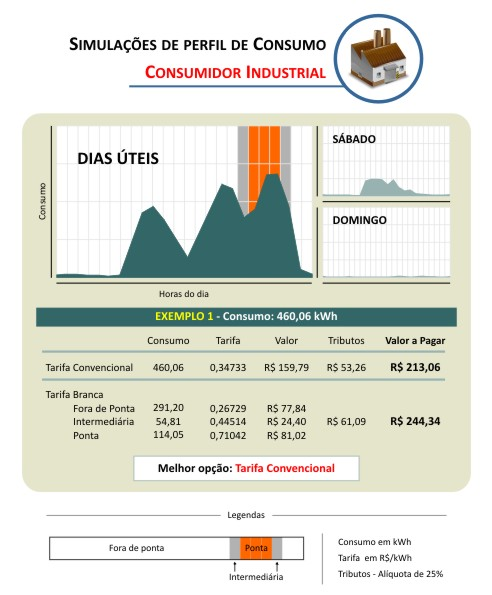 SIMULAÇÕES DE PERFIL DE CONSUMO
CONSUMIDOR INDUSTRIAL
DIAS ÚTEIS
SÁBADO
DOMINGO
Consumo
Horas do dia
EXEMPLO 1 - Consumo: 460,06 kWh
Consumo Tarifa Valor Tributos Valor a Pagar
Tarifa Convencional 460,06 0,34733 R$ 159,79 R$ 53,26 R$ 213,06
Tarifa Branca
Fora de Ponta 291,20 0,26729 R$ 77,84
Intermediária 54,81 0,44514 R$ 24,40 R$ 61,09 R$ 244,34
Ponta 114,05 0,71042 R$ 81,02
Melhor opção: Tarifa Convencional
Legendas
Fora de ponta Ponta
Intermediária
Consumo em kWh
Tarifa em R$/kWh
Tributos - Alíquota de 25%